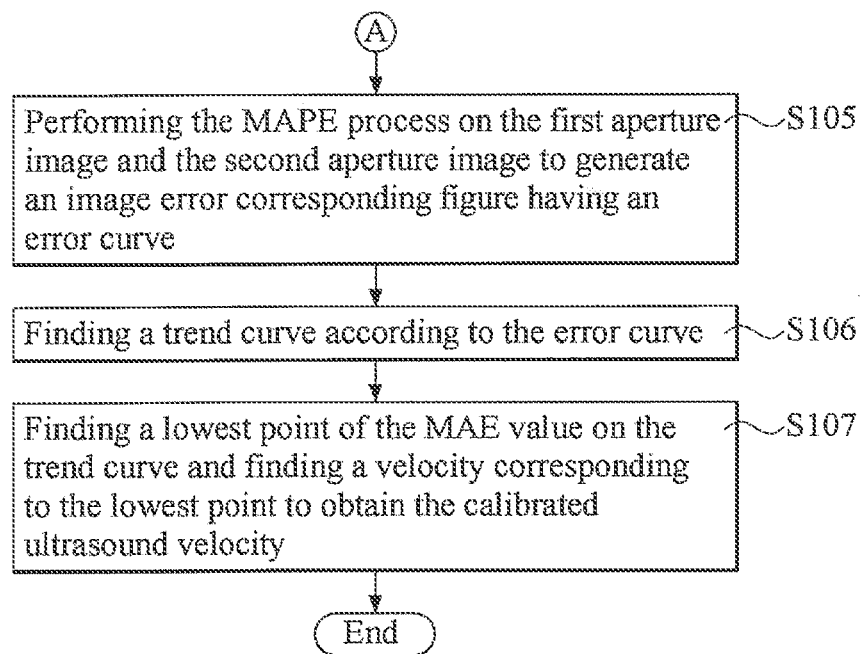 A
Performing the MAPE process on the first aperture
image and the second aperture image to generate
an image error corresponding figure having an
error curve
S105
Finding a trend curve according to the error curve
S106
Finding a lowest point of the MAE value on the
trend curve and finding a velocity corresponding
to the lowest point to obtain the calibrated
ultrasound velocity
S107
End